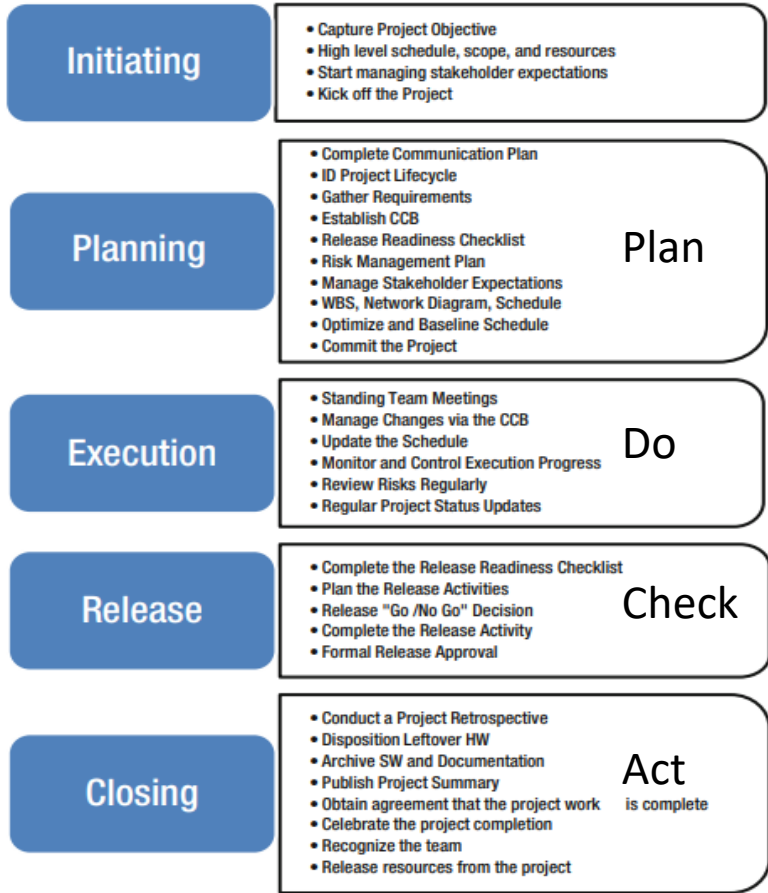 Initiating
• Capture Project Objective
• High level schedule, scope, and resources
• Start managing stakeholder expectations
• Kick off the Project
Planning
• Complete Communication Plan
• ID Project Lifecycle
• Gather Requirements
• Establish CCB
• Release Readiness Checklist
• Risk Management Plan
• Manage Stakeholder Expectations
• WBS, Network Diagram, Schedule
• Optimize and Baseline Schedule
• Commit the Project
Plan
Execution
• Standing Team Meetings
• Manage Changes via the CCB
• Update the Schedule
• Monitor and Control Execution Progress
• Review Risks Regularly
• Regular Project Status Updates
Do
Release
• Complete the Release Readiness Checklist
• Plan the Release Activities
• Release "Go /No Go" Decision
• Complete the Release Activity
• Formal Release Approval
Check
Closing
• Conduct a Project Retrospective
• Disposition Leftover HW
• Archive SW and Documentation
• Publish Project Summary
• Obtain agreement that the project work is complete
• Celebrate the project completion
• Recognize the team
• Release resources from the project
Act